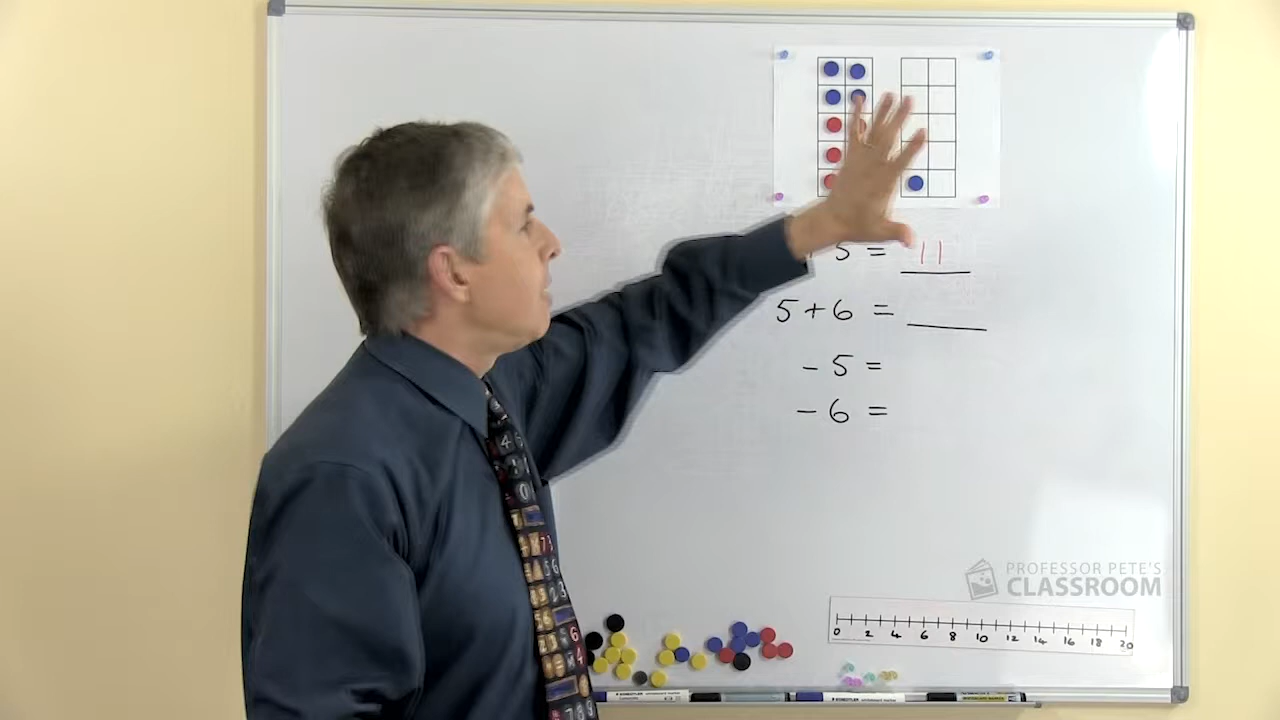 5 = 11
5 + 6 = ____
- 5 =
- 6 =
PROFESSOR PETE'S
CLASSROOM
0 2 4 6 8 10 12 14 16 18 20